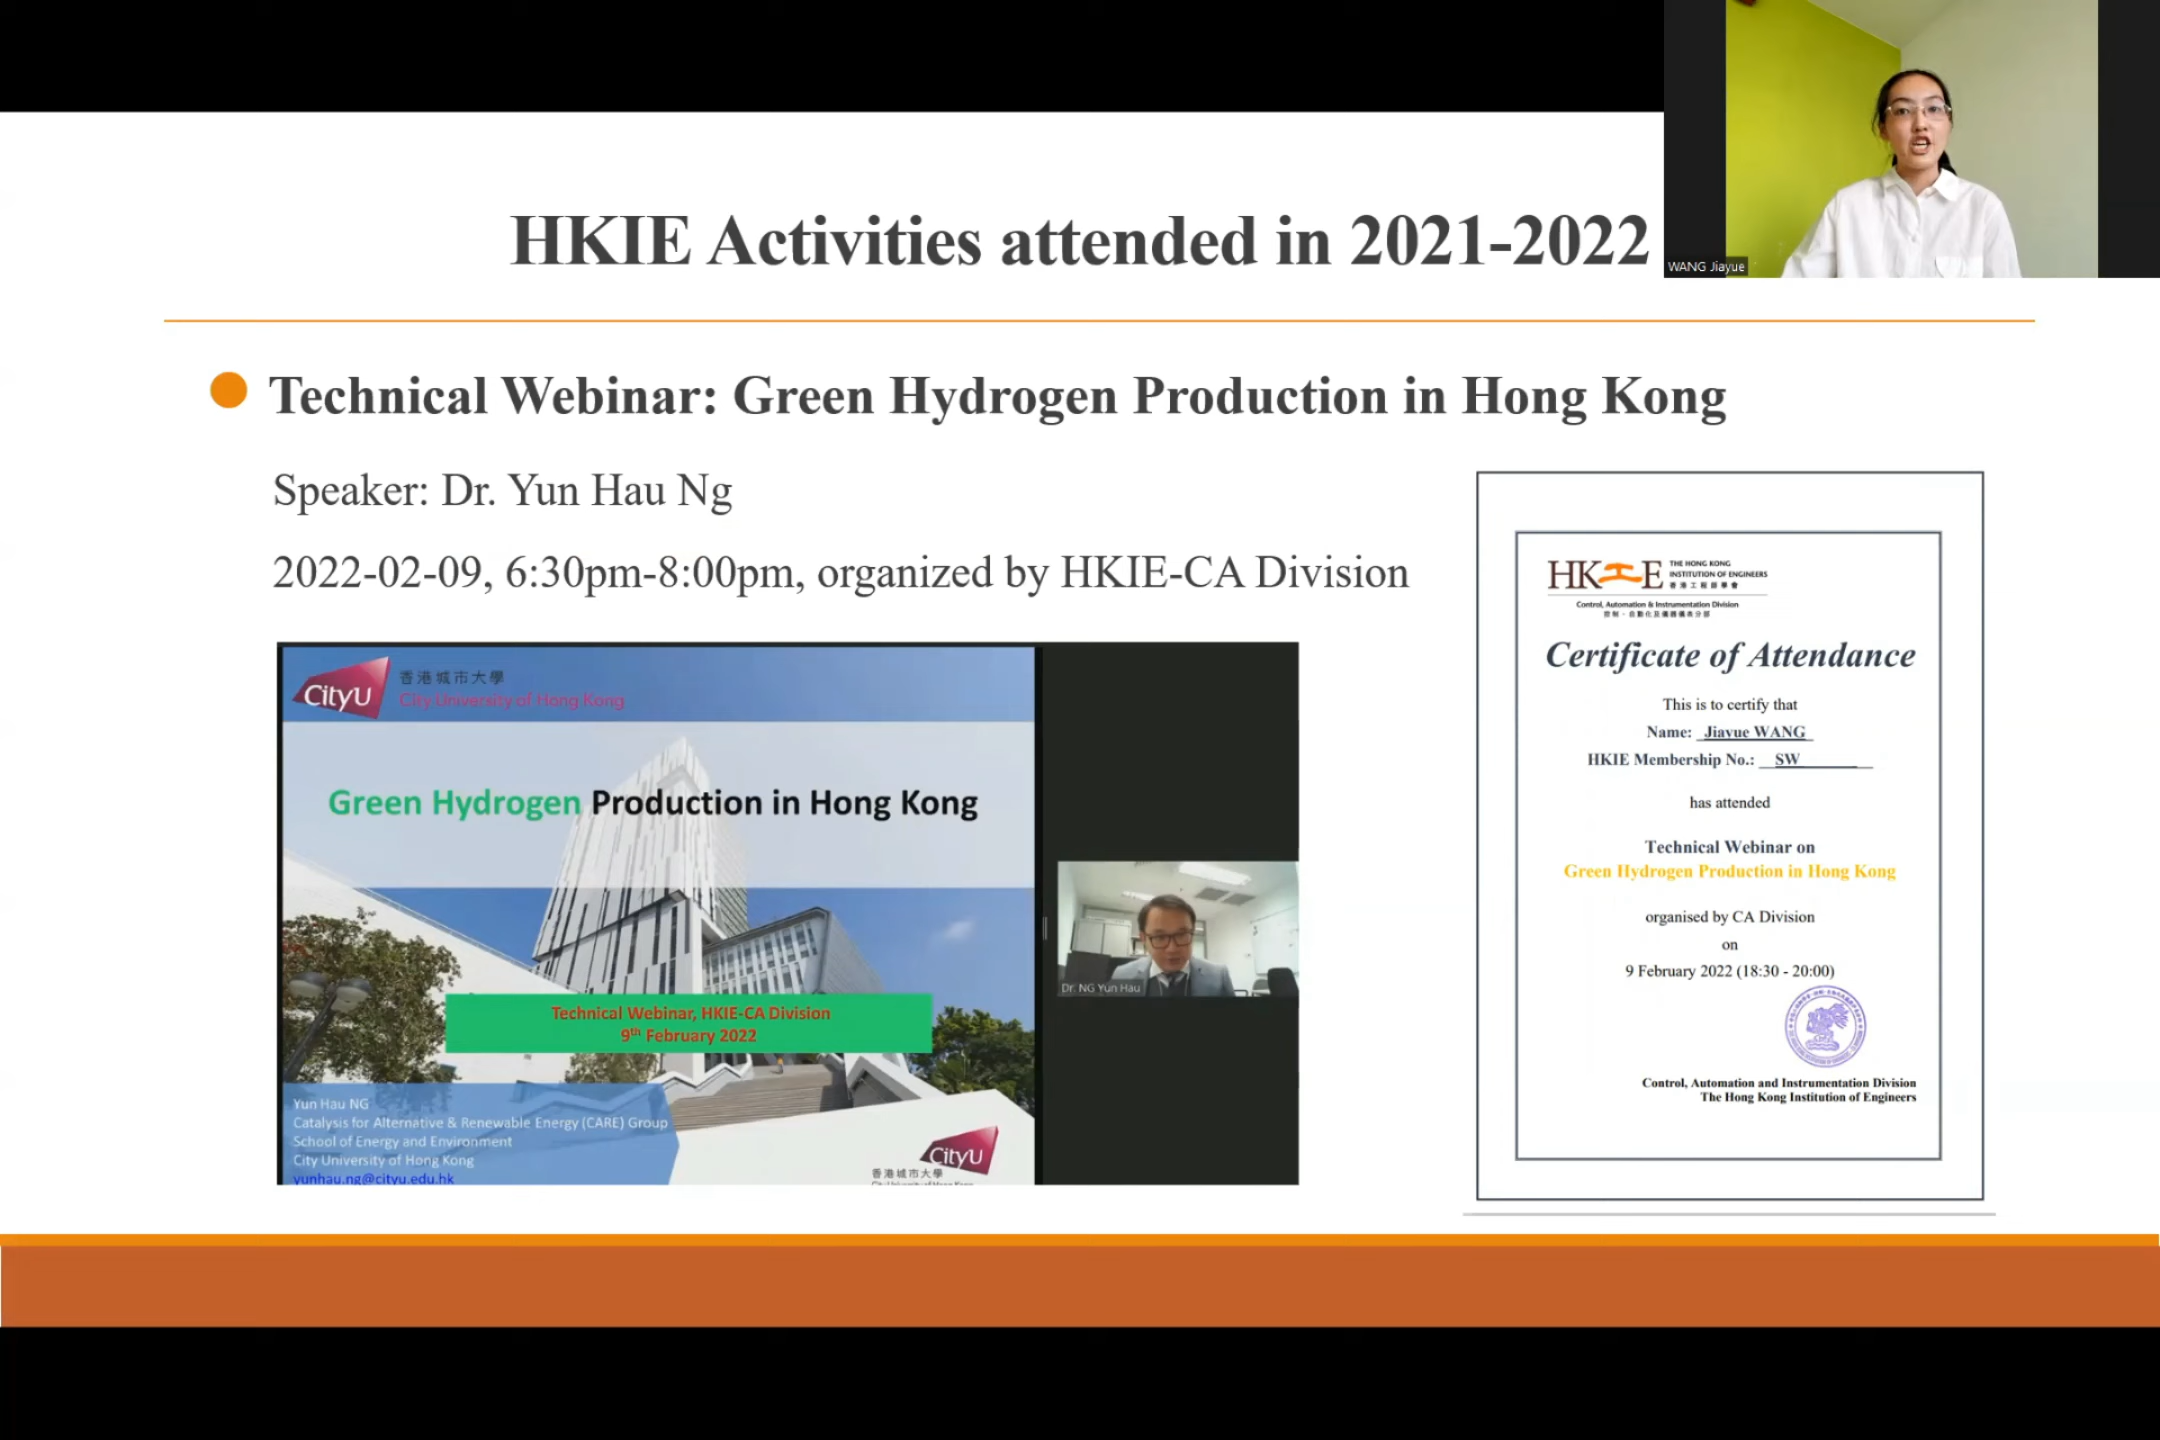 WANG Jiayue
HKIE Activities attended in 2021-2022
Technical Webinar: Green Hydrogen Production in Hong Kong
Speaker: Dr. Yun Hau Ng
2022-02-09, 6:30pm-8:00pm, organized by HKIE-CA Division
CityU
香港城市大學
City University of Hong Kong
Green Hydrogen Production in Hong Kong
Technical Webinar, HKIE-CA Division
9th February 2022
Yun Hau NG
Catalysis for Alternative & Renewable Energy (CARE) Group
School of Energy and Environment
City University of Hong Kong
yunhau.ng@cityu.edu.hk
CityU
香港城市大學
City University of Hong Kong
Dr. NG Yun Hau
HKIE
THE HONG KONG
INSTITUTION OF ENGINEERS
香港工程師學會
Control, Automation & Instrumentation Division
控制、自動化及儀器儀表分部
Certificate of Attendance
This is to certify that
Name: Jiayue WANG
HKIE Membership No.: SW
has attended
Technical Webinar on
Green Hydrogen Production in Hong Kong
organised by CA Division
on
9 February 2022 (18:30 - 20:00)
Control, Automation and Instrumentation Division
The Hong Kong Institution of Engineers